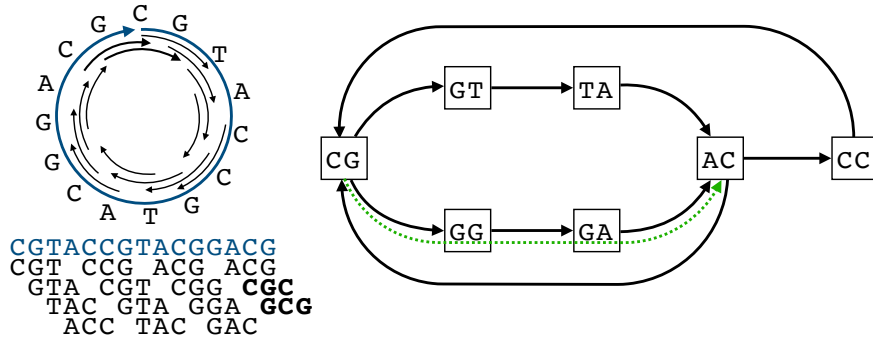 C G T A C C G T A C G G A C G
CGTACCGTACGGACG
CGT CCG ACG ACG
GTA CGT CGG CGC
TAC GTA GGA GCG
ACC TAC GAC
GT TA
CG AC CC
GG GA